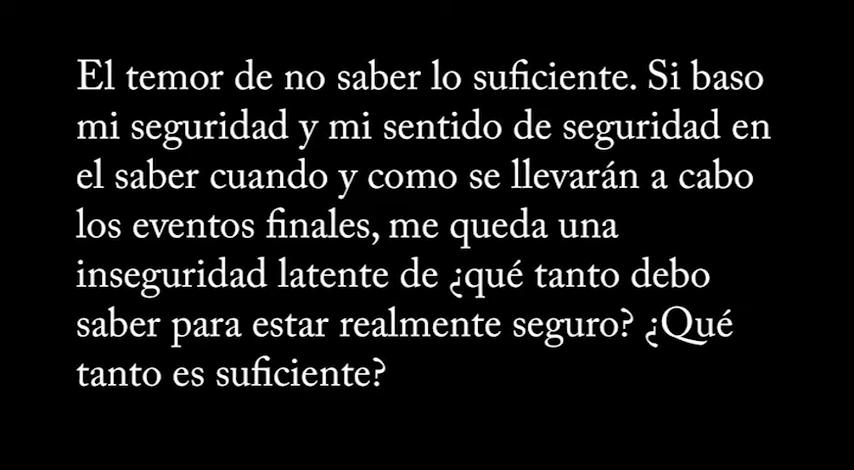 El temor de no saber lo suficiente. Si baso
mi seguridad y mi sentido de seguridad en
el saber cuando y como se llevarán a cabo
los eventos finales, me queda una
inseguridad latente de ¿qué tanto debo
saber para estar realmente seguro? ¿Qué
tanto es suficiente?